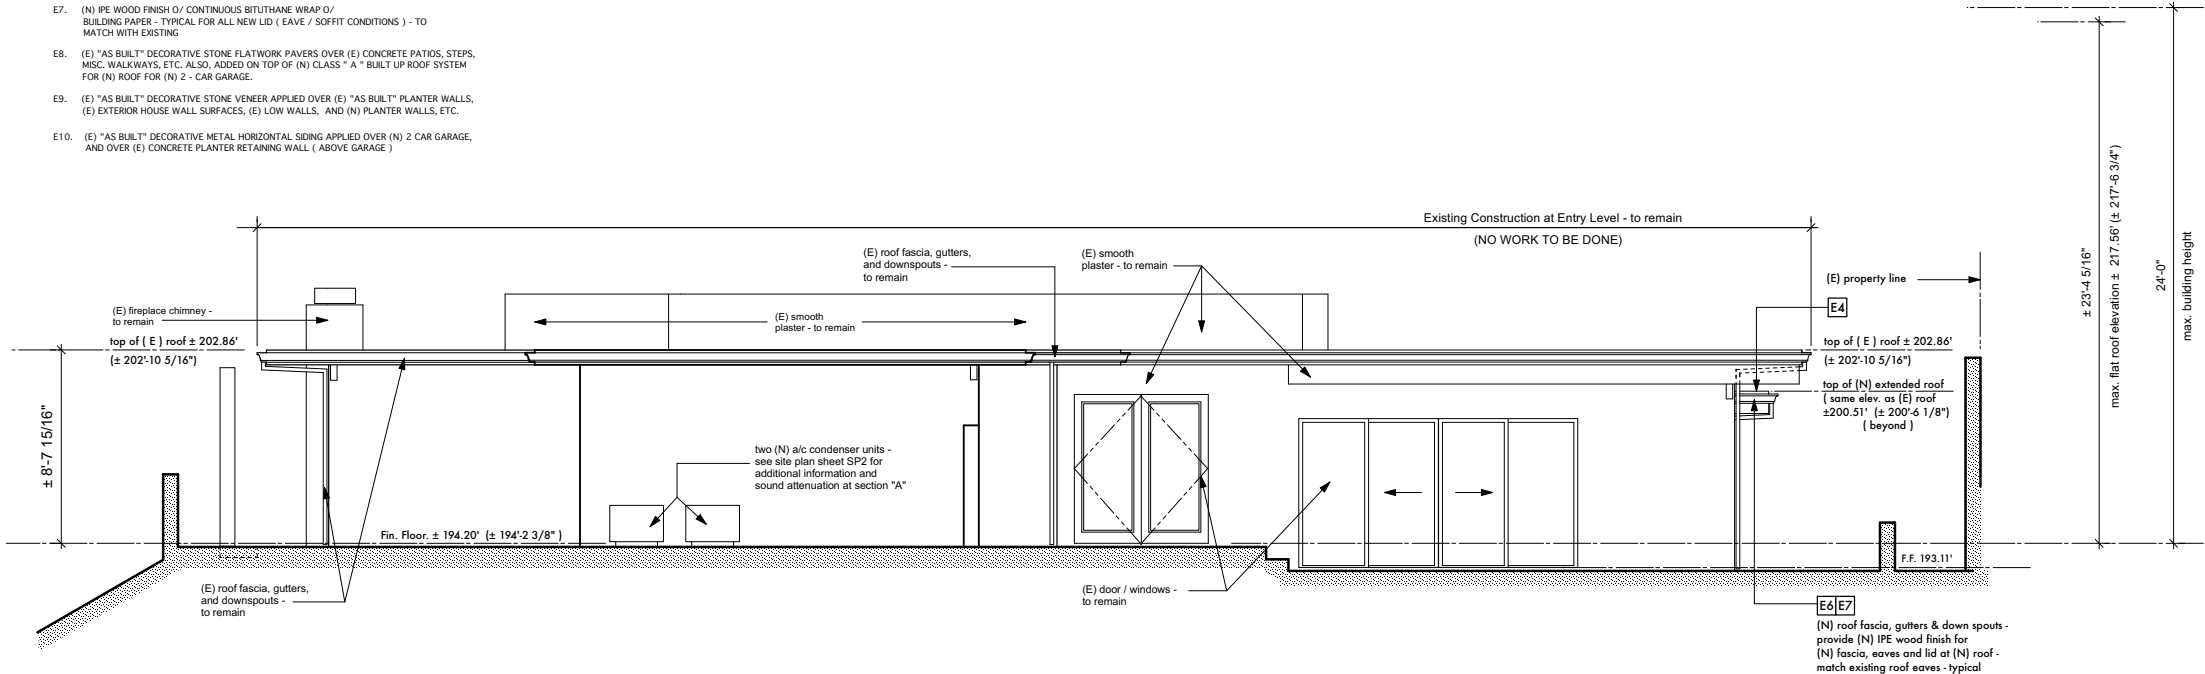 E7. (N) IPE WOOD FINISH O/ CONTINUOUS BITUTHANE WRAP O/
BUILDING PAPER - TYPICAL FOR ALL NEW LID ( EAVE / SOFFIT CONDITIONS ) - TO
MATCH WITH EXISTING
E8. (E) "AS BUILT" DECORATIVE STONE FLATWORK PAVERS OVER (E) CONCRETE PATIOS, STEPS,
MISC. WALKWAYS, ETC. ALSO, ADDED ON TOP OF (N) CLASS " A " BUILT UP ROOF SYSTEM
FOR (N) ROOF FOR (N) 2 - CAR GARAGE.
E9. (E) "AS BUILT" DECORATIVE STONE VENEER APPLIED OVER (E) "AS BUILT" PLANTER WALLS,
(E) EXTERIOR HOUSE WALL SURFACES, (E) LOW WALLS, AND (N) PLANTER WALLS, ETC.
E10. (E) "AS BUILT" DECORATIVE METAL HORIZONTAL SIDING APPLIED OVER (N) 2 CAR GARAGE,
AND OVER (E) CONCRETE PLANTER RETAINING WALL ( ABOVE GARAGE )
Existing Construction at Entry Level - to remain
(NO WORK TO BE DONE)
(E) roof fascia, gutters,
and downspouts -
to remain
(E) smooth
plaster - to remain
(E) property line
E4
(E) fireplace chimney -
to remain
(E) smooth
plaster - to remain
top of ( E ) roof ± 202.86'
(± 202'-10 5/16")
top of ( E ) roof ± 202.86'
(± 202'-10 5/16")
top of (N) extended roof
( same elev. as (E) roof
±200.51' (± 200'-6 1/8")
( beyond )
± 8'-7 15/16"
two (N) a/c condenser units -
see site plan sheet SP2 for
additional information and
sound attenuation at section "A"
Fin. Floor. ± 194.20' (± 194'-2 3/8" )
F.F. 193.11'
(E) roof fascia, gutters,
and downspouts -
to remain
(E) door / windows -
to remain
E6 E7
(N) roof fascia, gutters & down spouts -
provide (N) IPE wood finish for
(N) fascia, eaves and lid at (N) roof -
match existing roof eaves - typical
± 23'-4 5/16"
max. flat roof elevation ± 217.56' (± 217'-6 3/4")
24'-0"
max. building height